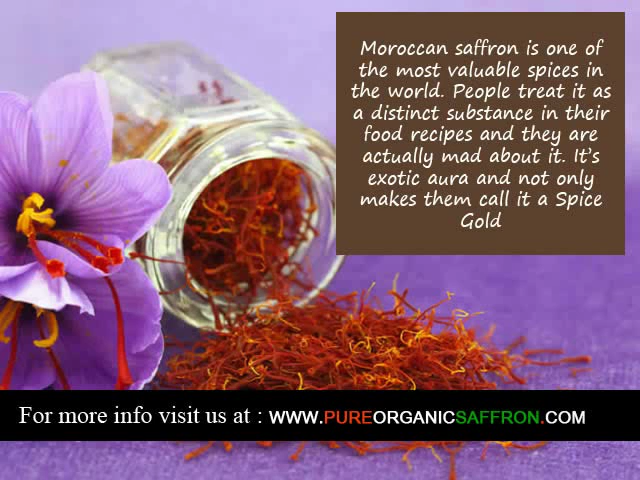 Moroccan saffron is one of
the most valuable spices in
the world. People treat it as
a distinct substance in their
food recipes and they are
actually mad about it. It's
exotic aura and not only
makes them call it a Spice
Gold
For more info visit us at : WWW.PUREORGANICSAFFRON.COM